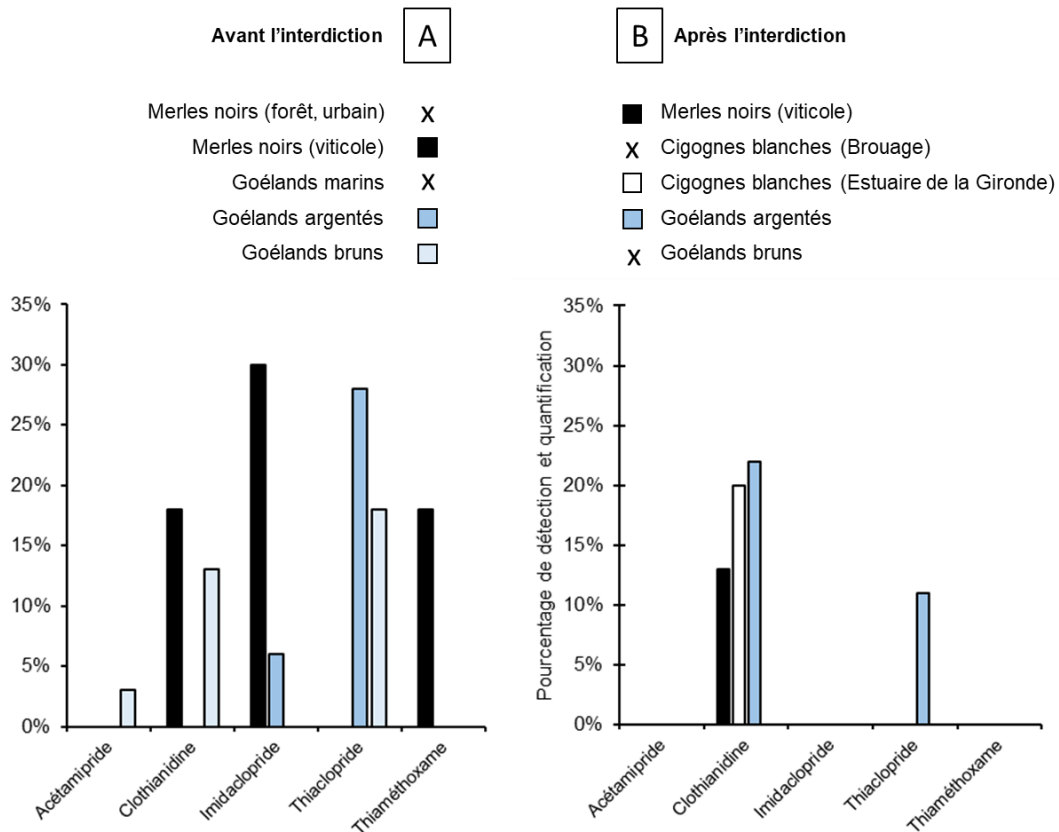 Avant l'interdiction A
B Après l'interdiction
Merles noirs (forêt, urbain) x
Merles noirs (viticole)
Goélands marins x
Goélands argentés
Goélands bruns
Merles noirs (viticole)
x Cigognes blanches (Brouage)
Cigognes blanches (Estuaire de la Gironde)
Goélands argentés
x Goélands bruns
35%
30%
25%
20%
15%
10%
5%
0%
Acétamipride
Clothianidine
Imidaclopride
Thiaclopride
Thiaméthoxame
Pourcentage de détection et quantification
35%
30%
25%
20%
15%
10%
5%
0%
Acétamipride
Clothianidine
Imidaclopride
Thiaclopride
Thiaméthoxame